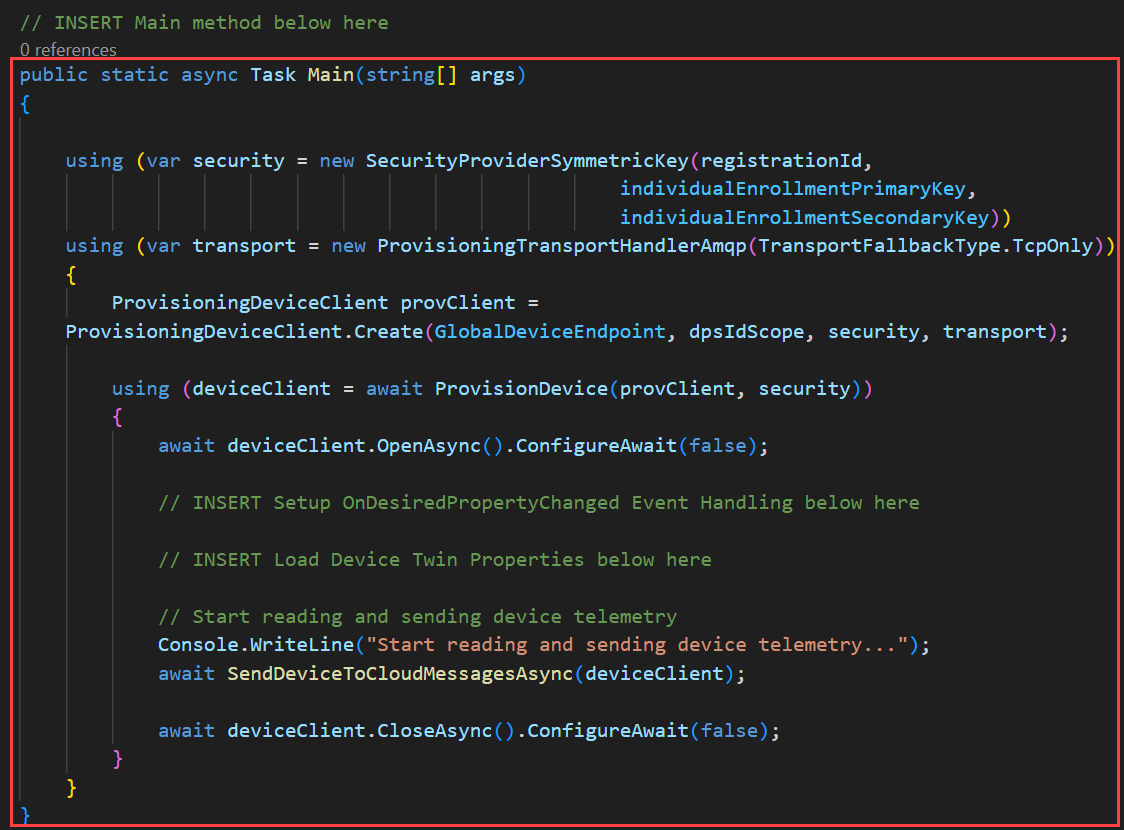 // INSERT Main method below here
0 references
public static async Task Main(string[] args)
{
using (var security = new SecurityProviderSymmetricKey(registrationId,
individualEnrollmentPrimaryKey,
individualEnrollmentSecondaryKey))
using (var transport = new ProvisioningTransportHandlerAmqp(TransportFallbackType.TcpOnly))
{
ProvisioningDeviceClient provClient =
ProvisioningDeviceClient.Create(GlobalDeviceEndpoint, dpsIdScope, security, transport);
using (deviceClient = await ProvisionDevice(provClient, security))
{
await deviceClient.OpenAsync().ConfigureAwait(false);
// INSERT Setup OnDesiredPropertyChanged Event Handling below here
// INSERT Load Device Twin Properties below here
// Start reading and sending device telemetry
Console.WriteLine("Start reading and sending device telemetry...");
await SendDeviceToCloudMessagesAsync(deviceClient);
await deviceClient.CloseAsync().ConfigureAwait(false);
}
}
}